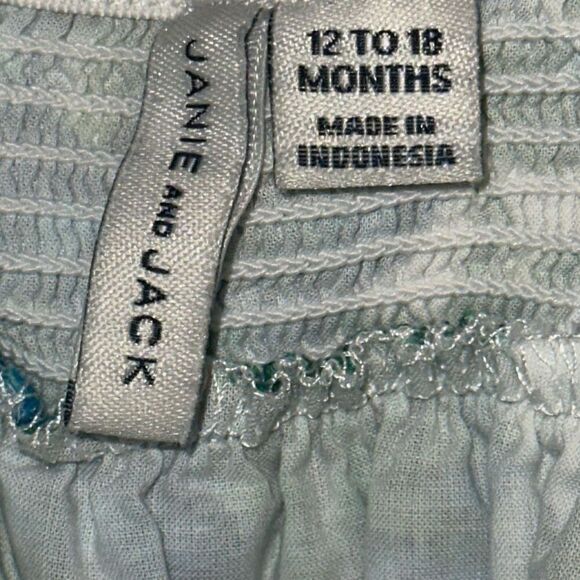 JANIE AND JACK
12 TO 18
MONTHS
MADE IN
INDONESIA